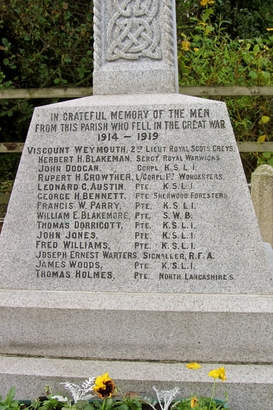 IN GRATEFUL MEMORY OF THE MEN
FROM THIS PARISH WHO FELL IN THE GREAT WAR
1914 - 1919
VISCOUNT WEYMOUTH, 2ND LIEUT ROYAL SCOTS GREYS.
HERBERT H. BLAKEMAN, SERGT ROYAL WARWICKS.
JOHN DODGAN, CORPL K.S.L.I.
RUPERT H. CROWTHER, L/CORPL 1ST WORCESTERS.
LEONARD C. AUSTIN, PTE K.S.L.I.
GEORGE H. BENNETT, PTE SHERWOOD FORESTERS.
FRANCIS W. PARRY, PTE K.S.L.I.
WILLIAM E. BLAKEMORE, PTE S.W.B.
THOMAS DORRICOTT, PTE K.S.L.I.
JOHN JONES, PTE K.S.L.I.
FRED WILLIAMS, PTE K.S.L.I.
JOSEPH ERNEST WARTERS, SIGNALLER, R.F.A.
JAMES WOODS, PTE K.S.L.I.
THOMAS HOLMES, PTE NORTH LANCASHIRE'S.